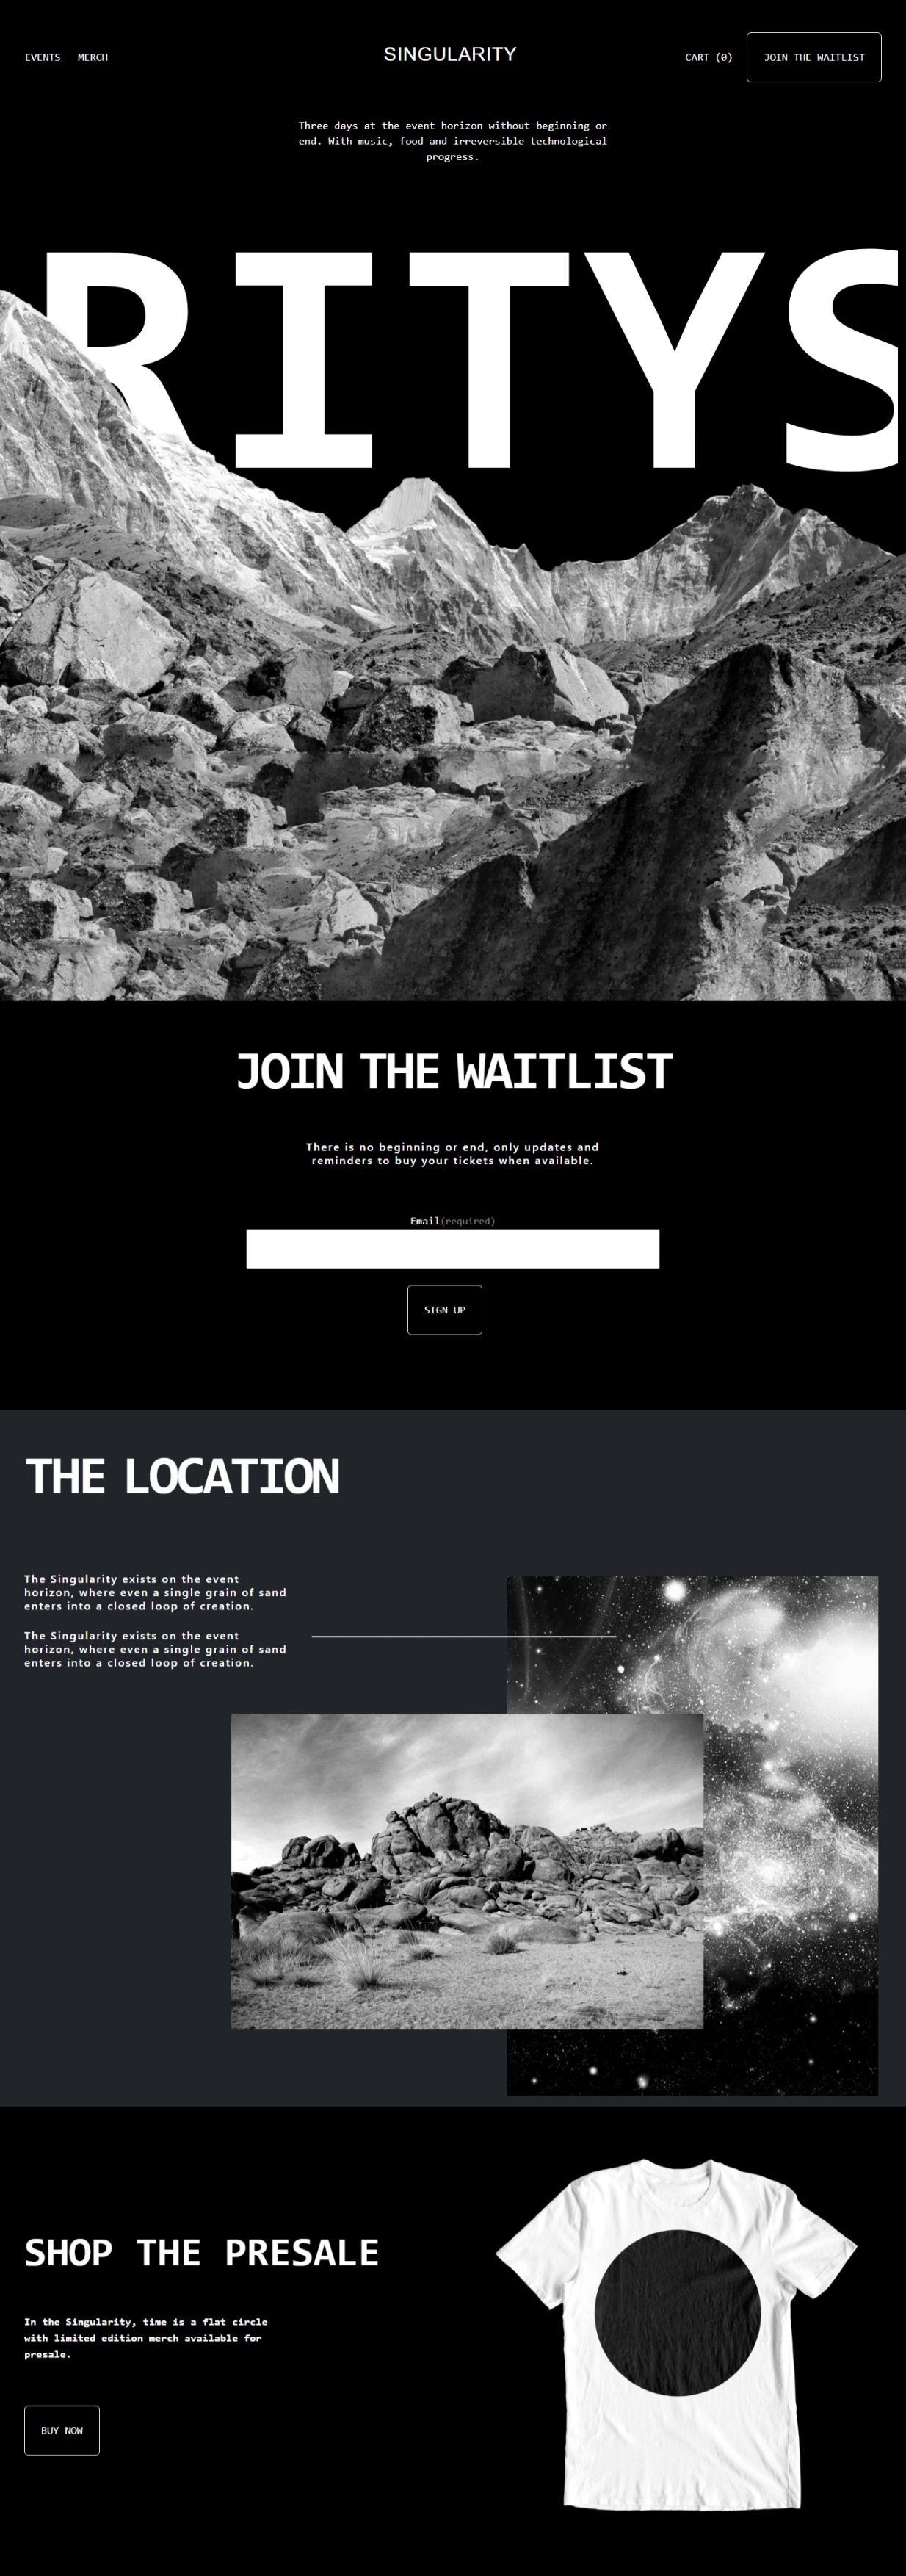 EVENTS MERCH SINGULARITY CART (0) JOIN THE WAITLIST
Three days at the event horizon without beginning or
end. With music, food and irreversible technological
progress.
RITYS
JOIN THE WAITLIST
There is no beginning or end, only updates and
reminders to buy your tickets when available.
Email(required)
SIGN UP
THE LOCATION
The Singularity exists on the event
horizon, where even a single grain of sand
enters into a closed loop of creation.
The Singularity exists on the event
horizon, where even a single grain of sand
enters into a closed loop of creation.
SHOP THE PRESALE
In the Singularity, time is a flat circle
with limited edition merch available for
presale.
BUY NOW